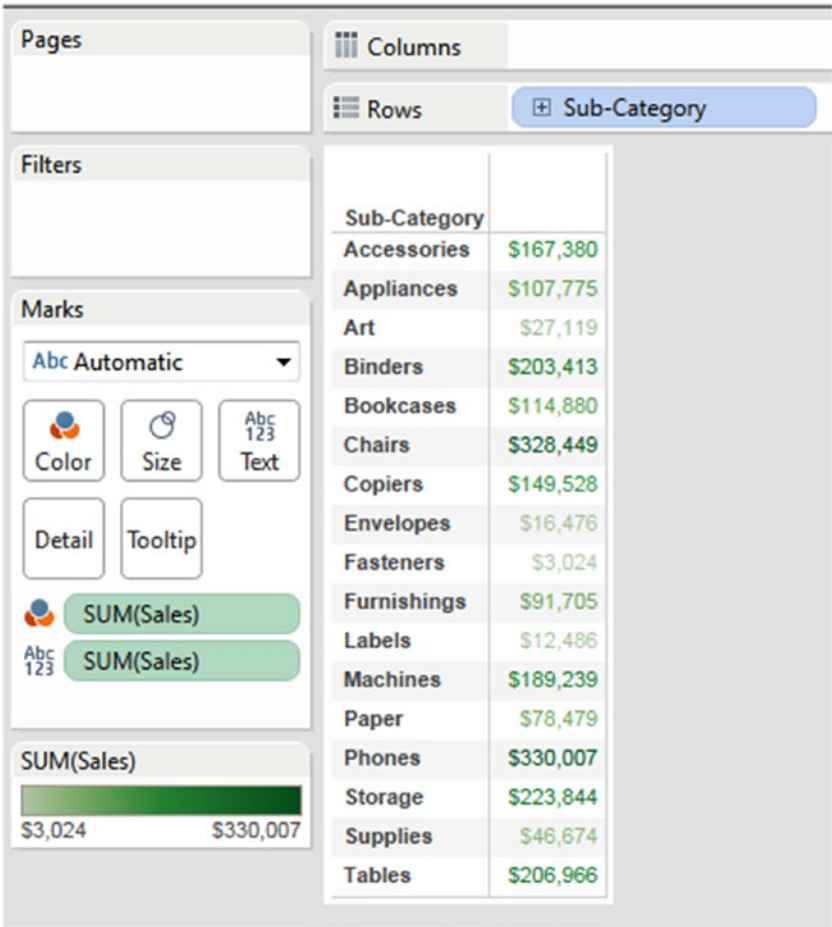 Pages
Columns
Rows
Sub-Category
Filters
Marks
Abc Automatic
Color
Size
Abc
123
Text
Detail
Tooltip
SUM(Sales)
Abc
123
SUM(Sales)
SUM(Sales)
$3,024 $330,007
Sub-Category
Accessories $167,380
Appliances $107,775
Art $27,119
Binders $203,413
Bookcases $114,880
Chairs $328,449
Copiers $149,528
Envelopes $16,476
Fasteners $3,024
Furnishings $91,705
Labels $12,486
Machines $189,239
Paper $78,479
Phones $330,007
Storage $223,844
Supplies $46,674
Tables $206,966